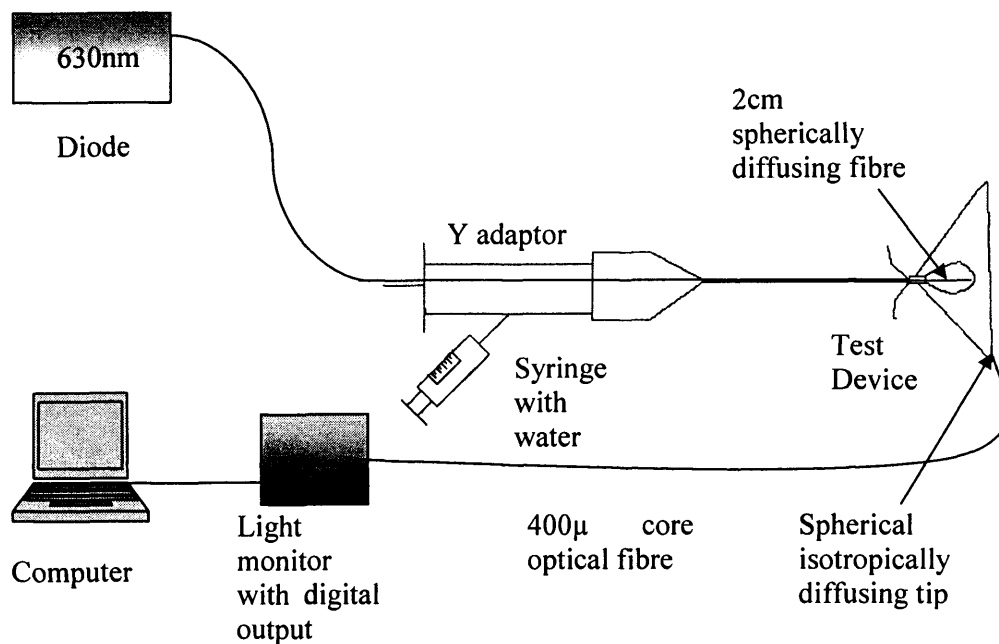 630nm
Diode
2cm
spherically
diffusing fibre
Y adaptor
Test
Device
Syringe
with
water
Computer
Light
monitor
with digital
output
400μ core
optical fibre
Spherical
isotropically
diffusing tip